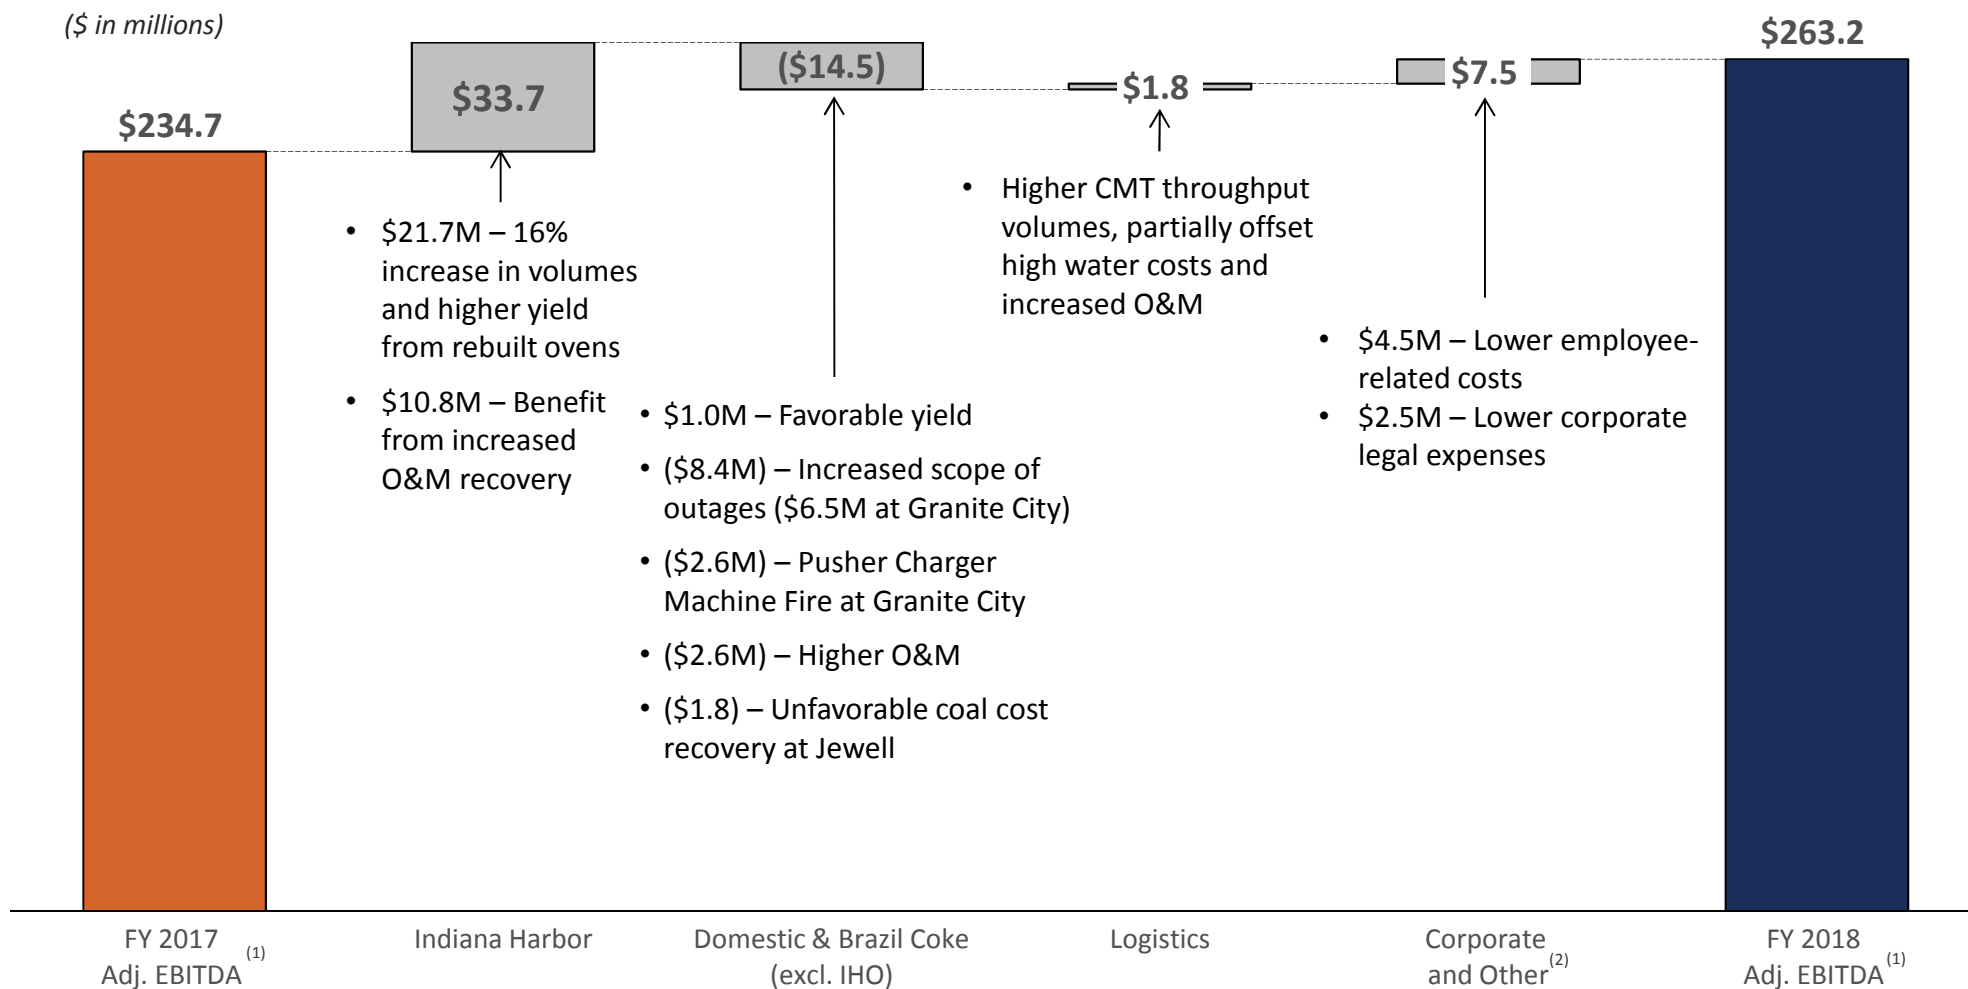 ($ in millions)
$234.7
$33.7
($14.5)
$1.8
$7.5
$263.2
• $21.7M – 16%
increase in volumes
and higher yield
from rebuilt ovens
• $10.8M – Benefit
from increased
O&M recovery
• $1.0M – Favorable yield
• ($8.4M) – Increased scope of
outages ($6.5M at Granite City)
• ($2.6M) – Pusher Charger
Machine Fire at Granite City
• ($2.6M) – Higher O&M
• ($1.8) – Unfavorable coal cost
recovery at Jewell
• Higher CMT throughput
volumes, partially offset
high water costs and
increased O&M
• $4.5M – Lower employee-
related costs
• $2.5M – Lower corporate
legal expenses
FY 2017
Adj. EBITDA (1)
Indiana Harbor
Domestic & Brazil Coke
(excl. IHO)
Logistics
Corporate
and Other (2)
FY 2018
Adj. EBITDA (1)